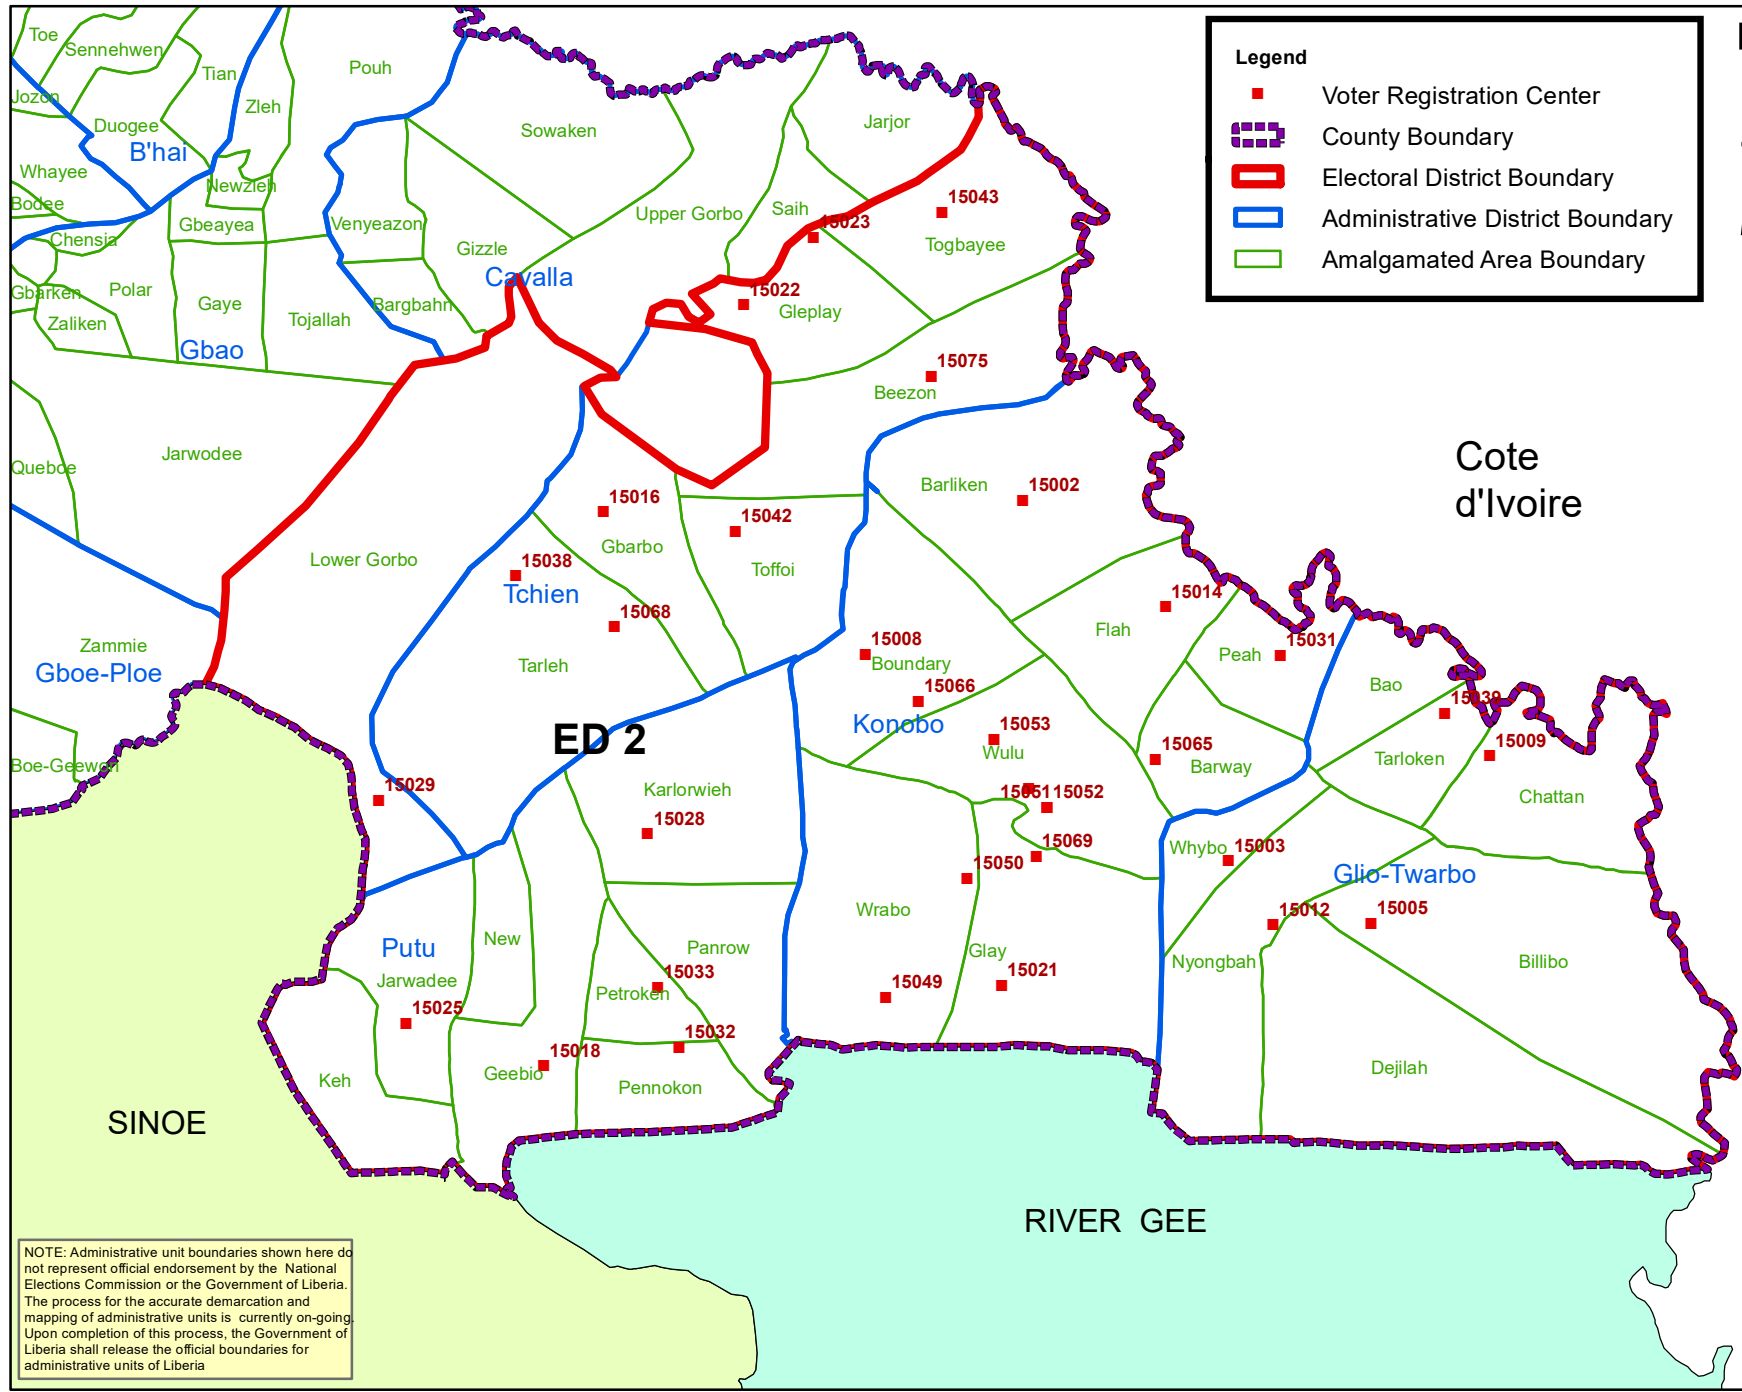 Legend
Voter Registration Center
County Boundary
Electoral District Boundary
Administrative District Boundary
Amalgamated Area Boundary
Toe
Sennehwen
Tian
Pouh
Jozon
Zleh
Duogee
B'hai
Sowaken
Jarjor
Whayee
Newzleh
Bodee
15043
Gbeayea
Venyeazon
Upper Gorbo
Saih
15023
Chensia
Gizzle
Togbayee
Cavalla
Gbarken
Polar
Gaye
Bargbahn
15022
Gleplay
Zaliken
Tojallah
Gbao
15075
Beezon
Jarwodee
Queboe
Cote
d'Ivoire
Barliken
15002
15016
15042
Gbarbo
Lower Gorbo
15038
Toffoi
Tchien
15014
15068
Flah
Zammie
15008
15031
Gboe-Ploe
Tarleh
Boundary
Peah
15066
Bao
15039
Konobo
ED 2
15053
Wulu
15065
15009
Boe-Geewon
Barway
Tarloken
15029
Karlorwieh
15051
15052
Chattan
15028
15069
Whybo
15003
15050
Glio-Twarbo
Wrabo
15012
15005
New
Putu
Panrow
Glay
Nyongbah
Billibo
Jarwadee
15033
15021
Petroken
15049
15025
15032
15018
Geebio
Keh
Pennokon
Dejilah
SINOE
RIVER GEE
NOTE: Administrative unit boundaries shown here do
not represent official endorsement by the National
Elections Commission or the Government of Liberia.
The process for the accurate demarcation and
mapping of administrative units is currently on-going.
Upon completion of this process, the Government of
Liberia shall release the official boundaries for
administrative units of Liberia